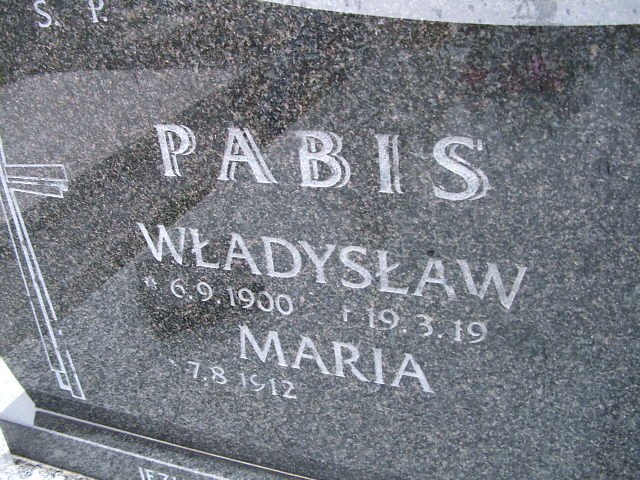 Ś. P.
PABIS
WŁADYSŁAW
* 6.9.1900 † 19.3.19
MARIA
* 7.8.1912